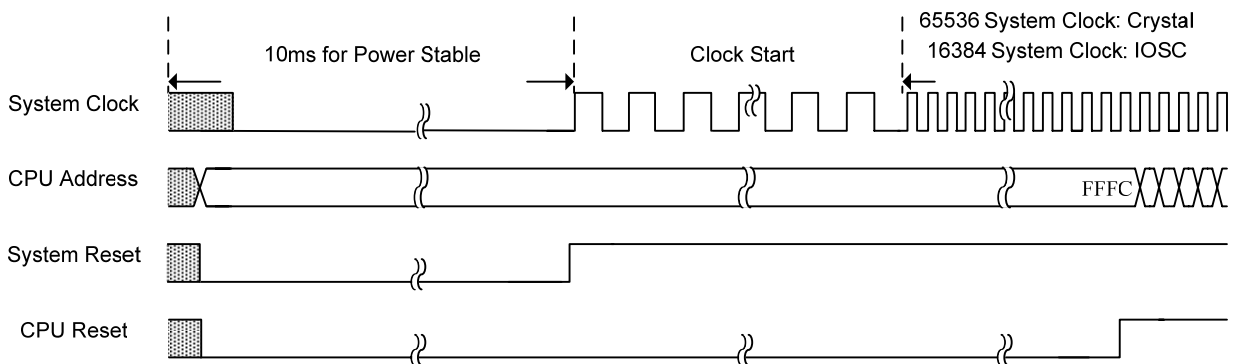 65536 System Clock: Crystal
10ms for Power Stable
Clock Start
16384 System Clock: IOSC
System Clock
CPU Address
FFFC
System Reset
CPU Reset